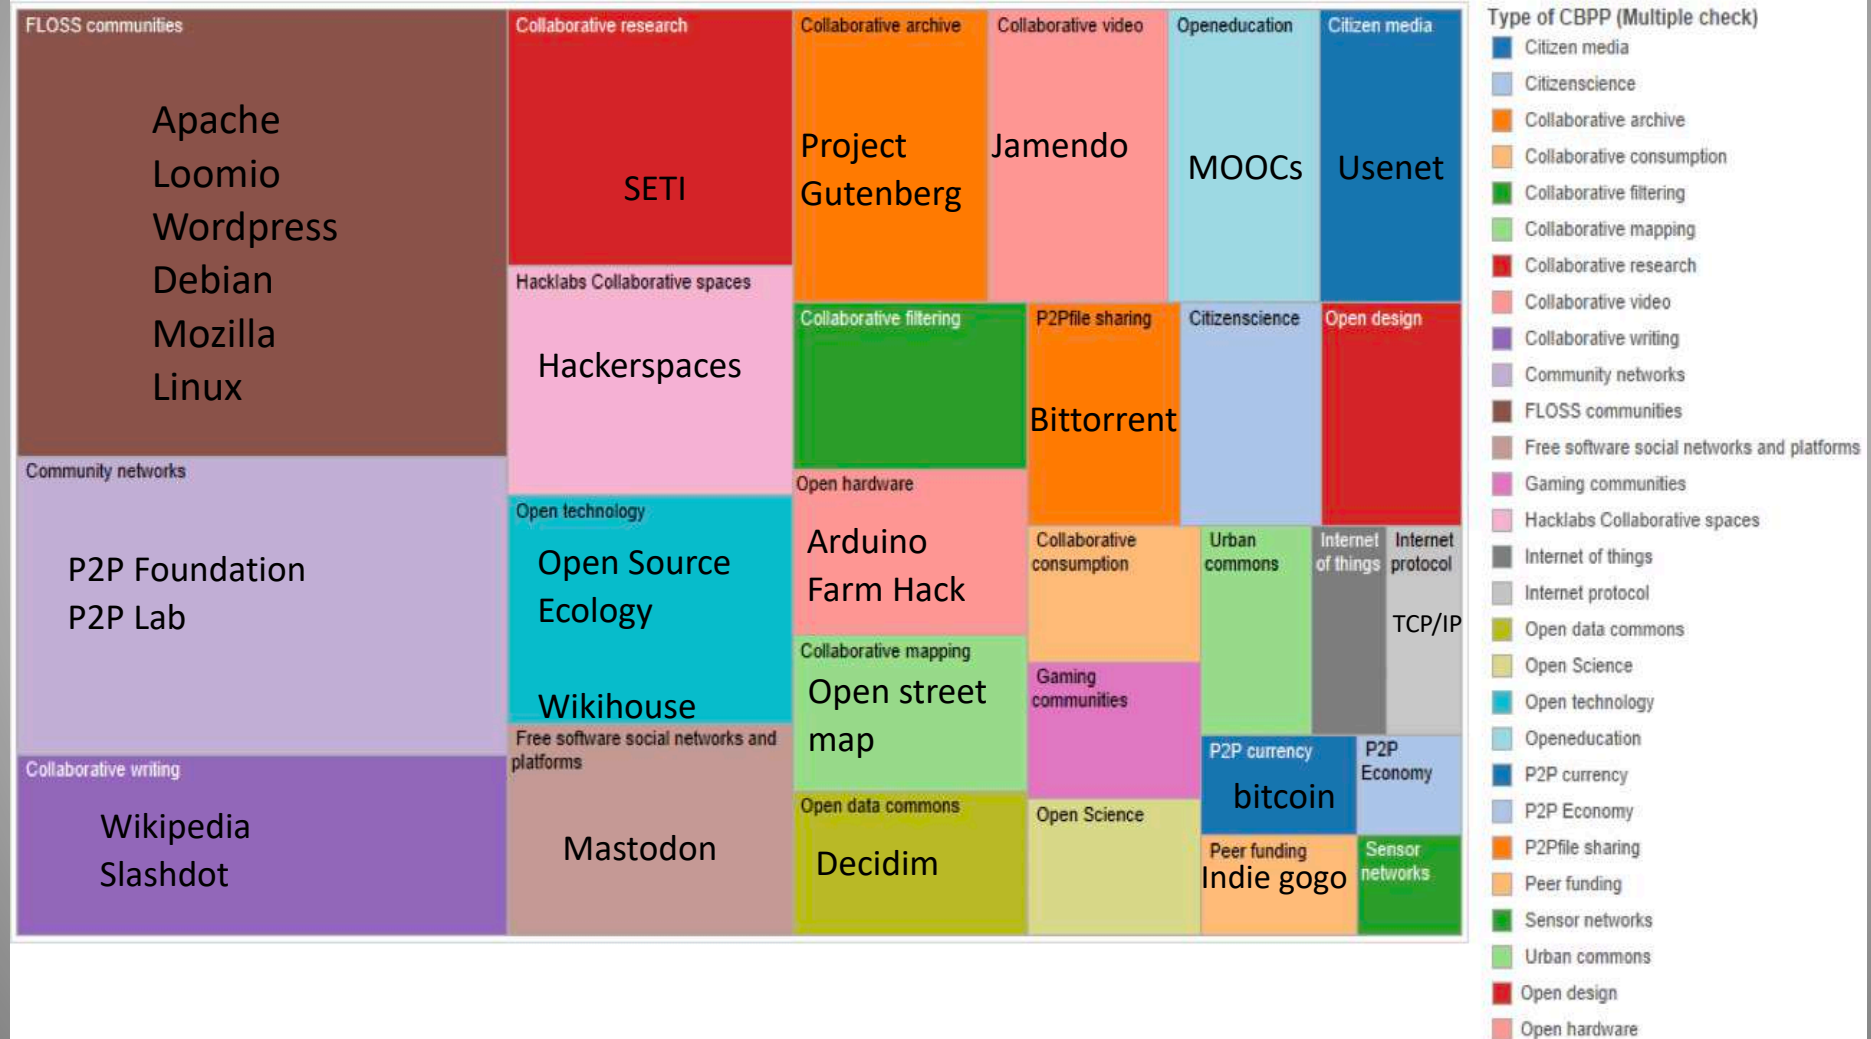 FLOSS communities
Apache
Loomio
Wordpress
Debian
Mozilla
Linux
Community networks
P2P Foundation
P2P Lab
Collaborative writing
Wikipedia
Slashdot
Collaborative research
SETI
Hacklabs Collaborative spaces
Hackerspaces
Open technology
Open Source
Ecology
Wikihouse
Free software social networks and
platforms
Mastodon
Collaborative archive
Project
Gutenberg
Collaborative video
Jamendo
Openeducation
MOOCs
Citizen media
Usenet
Collaborative filtering
Open hardware
Arduino
Farm Hack
Collaborative mapping
Open street
map
Open data commons
Decidim
P2Pfile sharing
Bittorrent
Citizenscience
Open design
Collaborative
consumption
Gaming
communities
Open Science
Urban
commons
Internet
of things
Internet
protocol
TCP/IP
P2P currency
bitcoin
P2P
Economy
Peer funding
Indie gogo
Sensor
networks
Type of CBPP (Multiple check)
Citizen media
Citizenscience
Collaborative archive
Collaborative consumption
Collaborative filtering
Collaborative mapping
Collaborative research
Collaborative video
Collaborative writing
Community networks
FLOSS communities
Free software social networks and platforms
Gaming communities
Hacklabs Collaborative spaces
Internet of things
Internet protocol
Open data commons
Open Science
Open technology
Openeducation
P2P currency
P2P Economy
P2Pfile sharing
Peer funding
Sensor networks
Urban commons
Open design
Open hardware